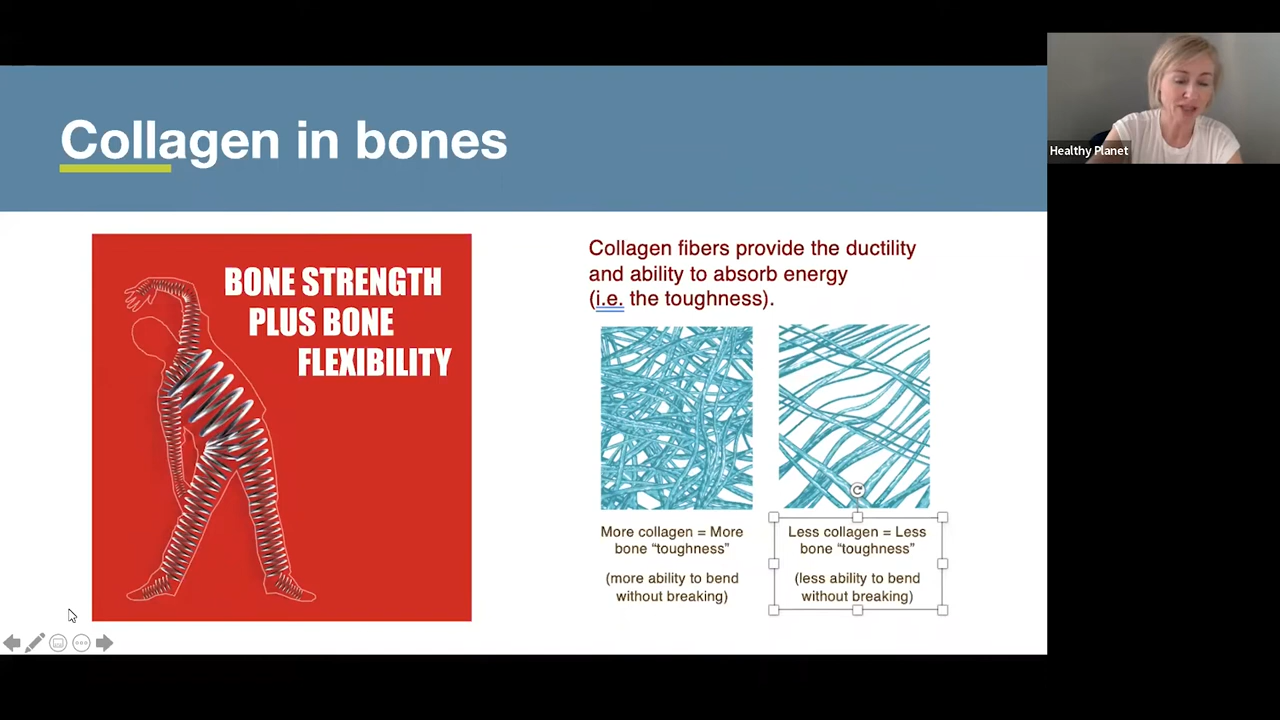 Collagen in bones
Healthy Planet
BONE STRENGTH
PLUS BONE
FLEXIBILITY
Collagen fibers provide the ductility
and ability to absorb energy
(i.e. the toughness).
More collagen = More
bone “toughness”
(more ability to bend
without breaking)
Less collagen = Less
bone “toughness”
(less ability to bend
without breaking)